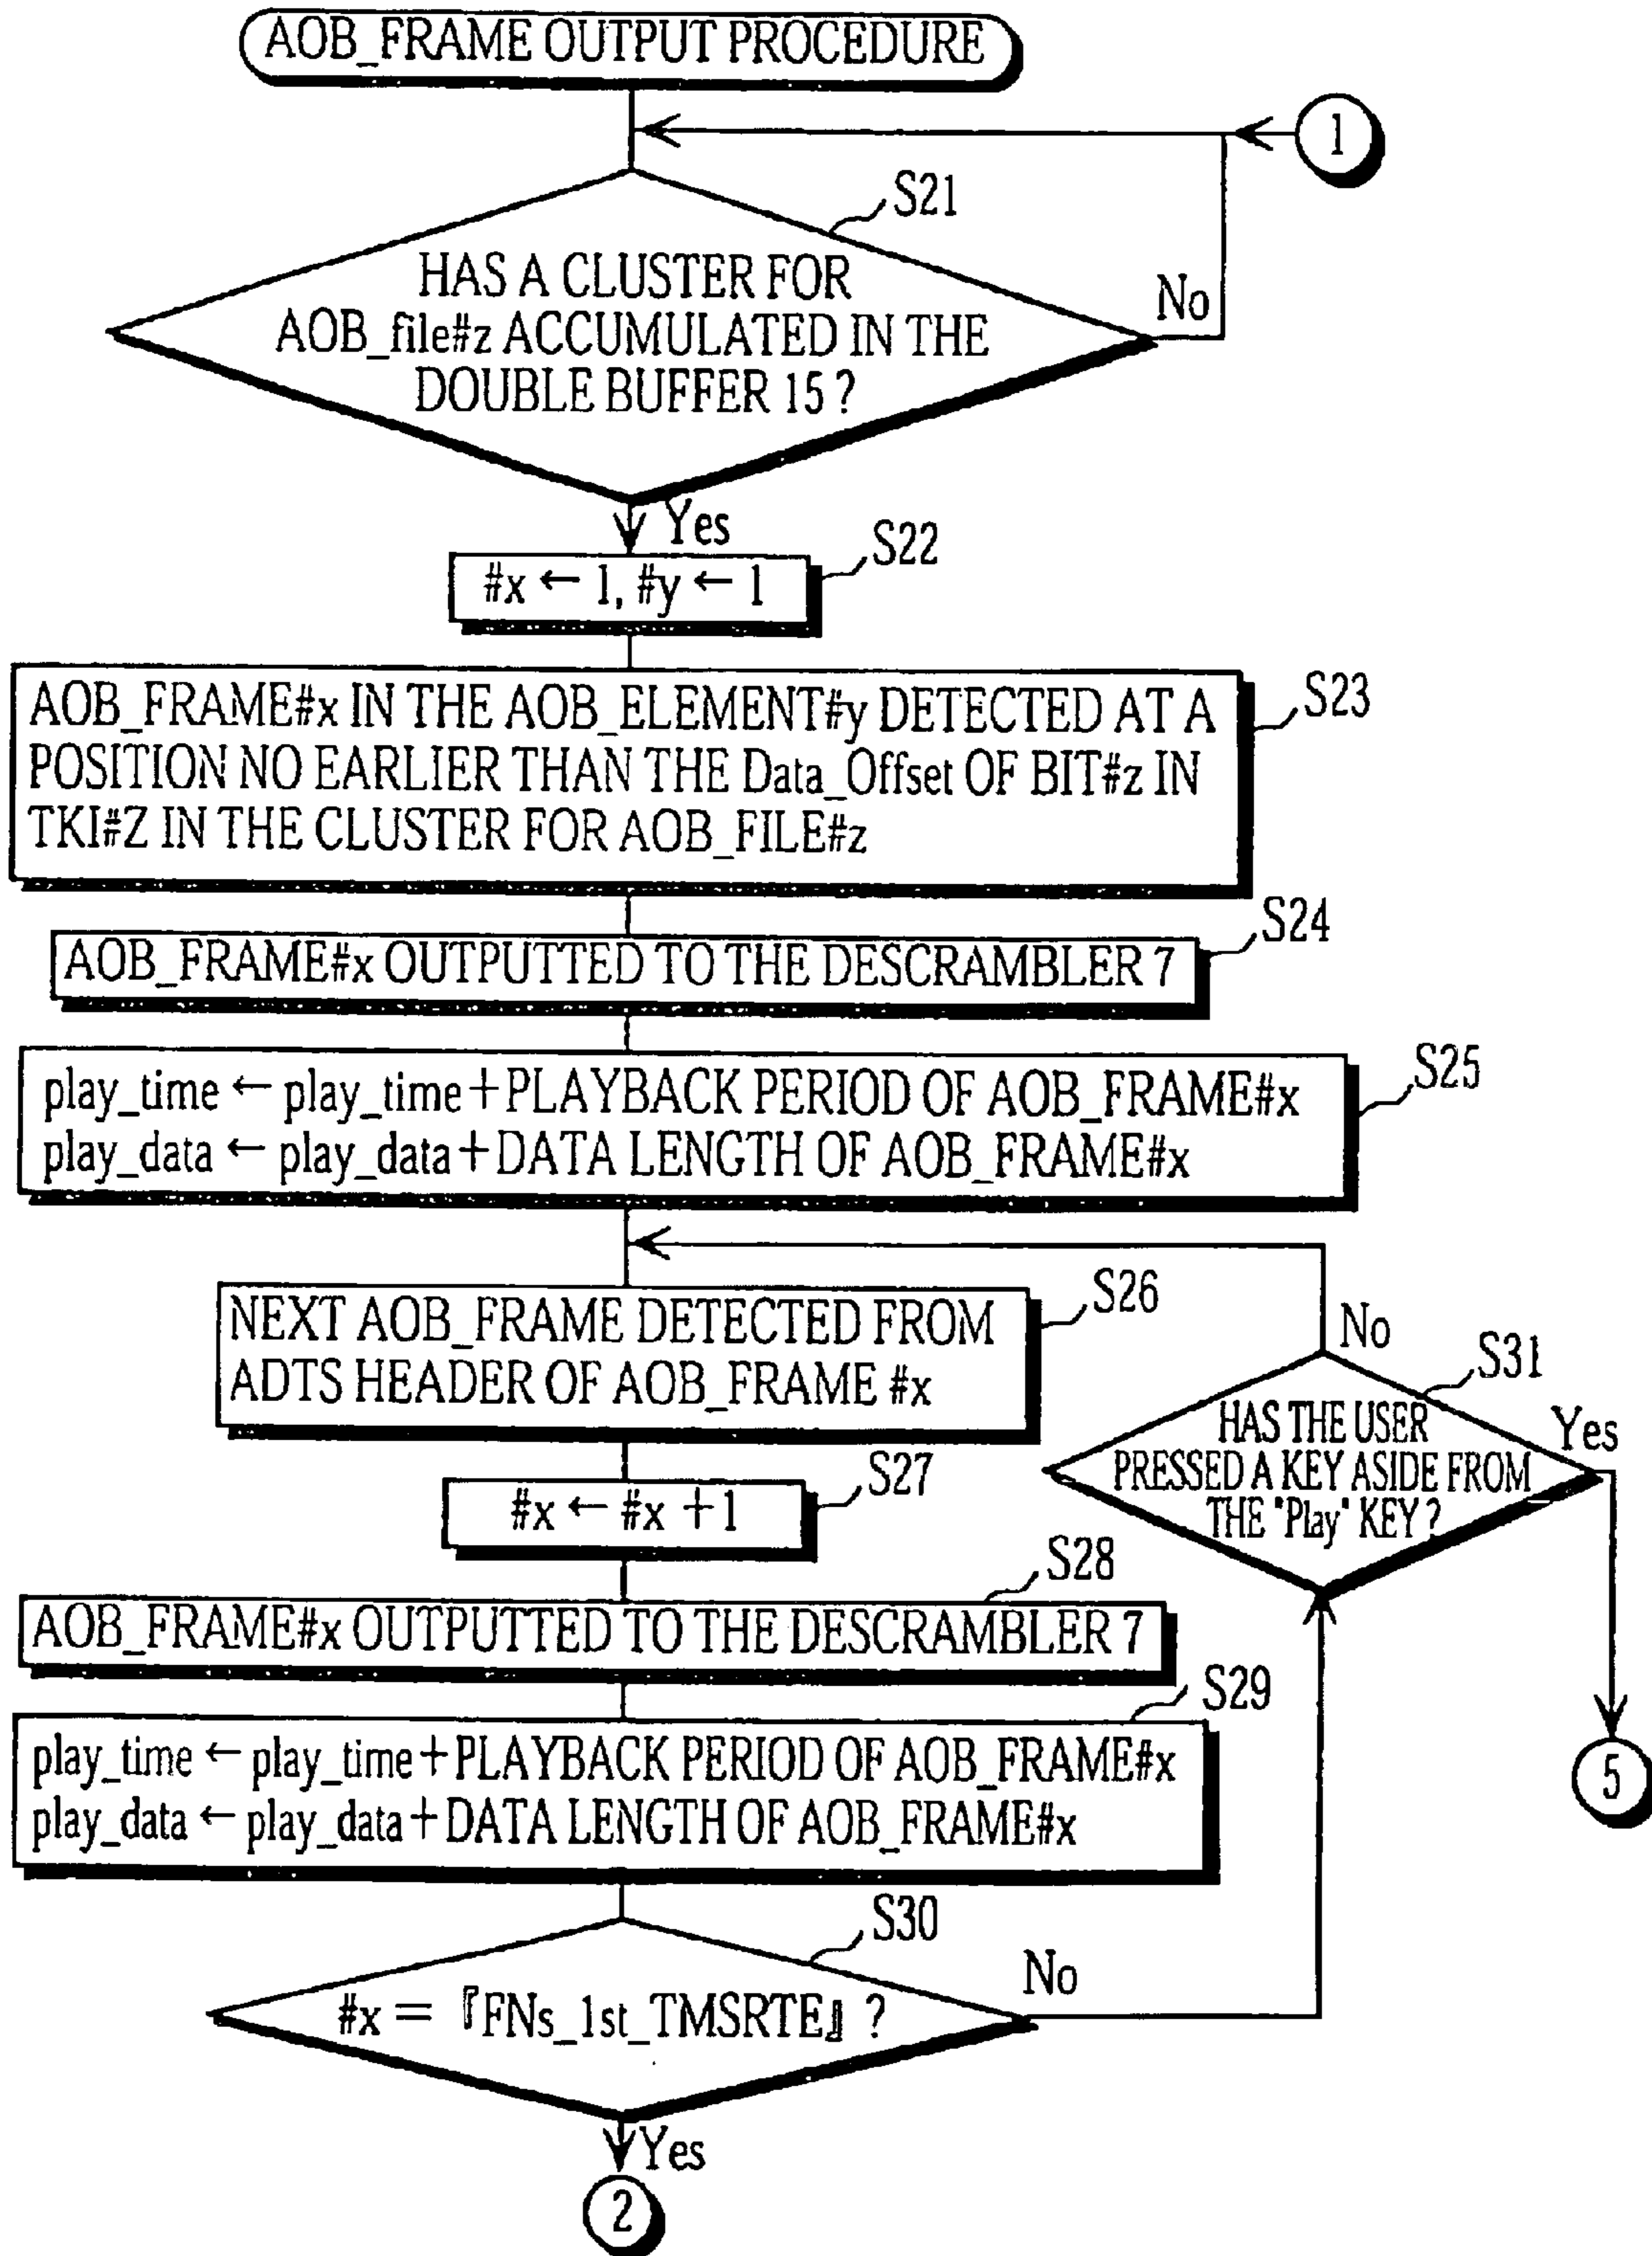 AOB_FRAME OUTPUT PROCEDURE
1
S21
HAS A CLUSTER FOR
AOB_file#z ACCUMULATED IN THE
DOUBLE BUFFER 15 ?
No
Yes
S22
#x ← 1, #y ← 1
S23
AOB_FRAME#x IN THE AOB_ELEMENT#y DETECTED AT A
POSITION NO EARLIER THAN THE Data_Offset OF BIT#z IN
TKI#Z IN THE CLUSTER FOR AOB_FILE#z
S24
AOB_FRAME#x OUTPUTTED TO THE DESCRAMBLER 7
S25
play_time ← play_time+PLAYBACK PERIOD OF AOB_FRAME#x
play_data ← play_data+DATA LENGTH OF AOB_FRAME#x
S26
NEXT AOB_FRAME DETECTED FROM
ADTS HEADER OF AOB_FRAME #x
No
S31
HAS THE USER
PRESSED A KEY ASIDE FROM
THE "Play" KEY ?
Yes
S27
#x ← #x +1
S28
AOB_FRAME#x OUTPUTTED TO THE DESCRAMBLER 7
S29
play_time ← play_time+PLAYBACK PERIOD OF AOB_FRAME#x
play_data ← play_data+DATA LENGTH OF AOB_FRAME#x
5
S30
#x = 『FNs_1st_TMSRTE』 ?
No
Yes
2